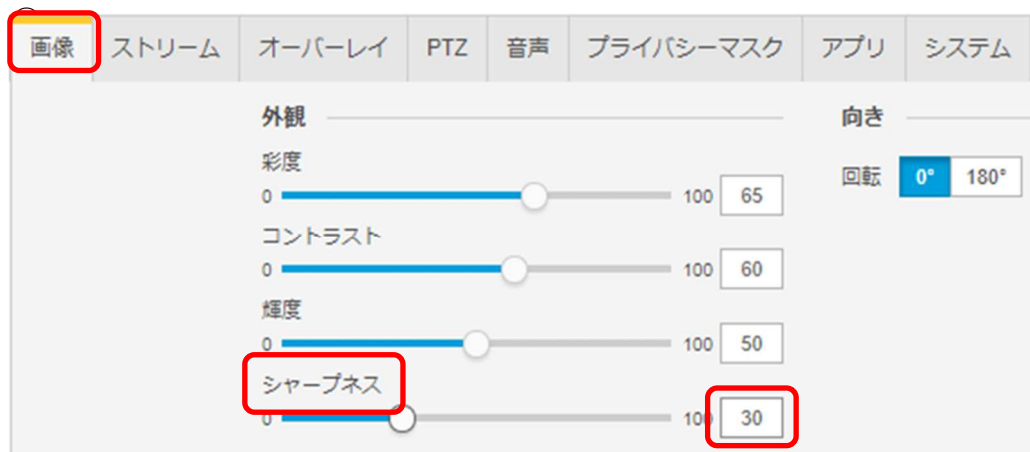 画像 ストリーム オーバーレイ PTZ 音声 プライバシーマスク アプリ システム
外観 向き
彩度
0 100 65
回転 0° 180°
コントラスト
0 100 60
輝度
0 100 50
シャープネス
0 100 30